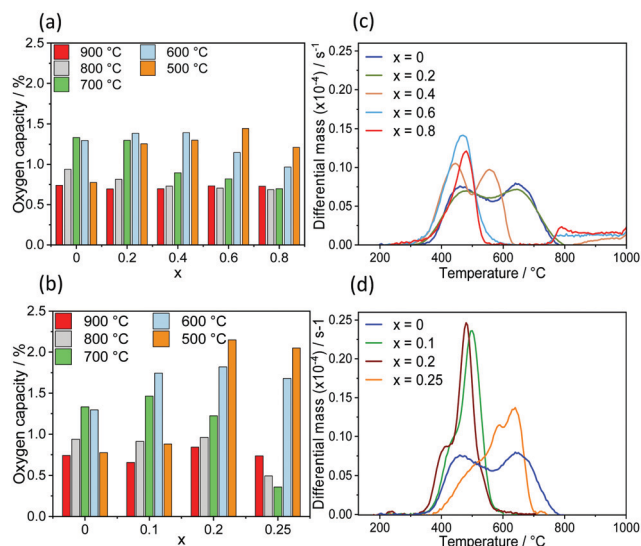 (a)
2.5
2.0
1.5
1.0
0.5
0.0
Oxygen capacity / %
900 °C
800 °C
700 °C
600 °C
500 °C
0 0.2 0.4 0.6 0.8
x
(c)
0.25
0.20
0.15
0.10
0.05
0.00
Differential mass (x10⁻⁴) / s⁻¹
x = 0
x = 0.2
x = 0.4
x = 0.6
x = 0.8
200 400 600 800 1000
Temperature / °C
(b)
2.5
2.0
1.5
1.0
0.5
0.0
Oxygen capacity / %
900 °C
800 °C
700 °C
600 °C
500 °C
0 0.1 0.2 0.25
x
(d)
0.25
0.20
0.15
0.10
0.05
0.00
Differential mass (x10⁻⁴) / s-1
x = 0
x = 0.1
x = 0.2
x = 0.25
200 400 600 800 1000
Temperature / °C